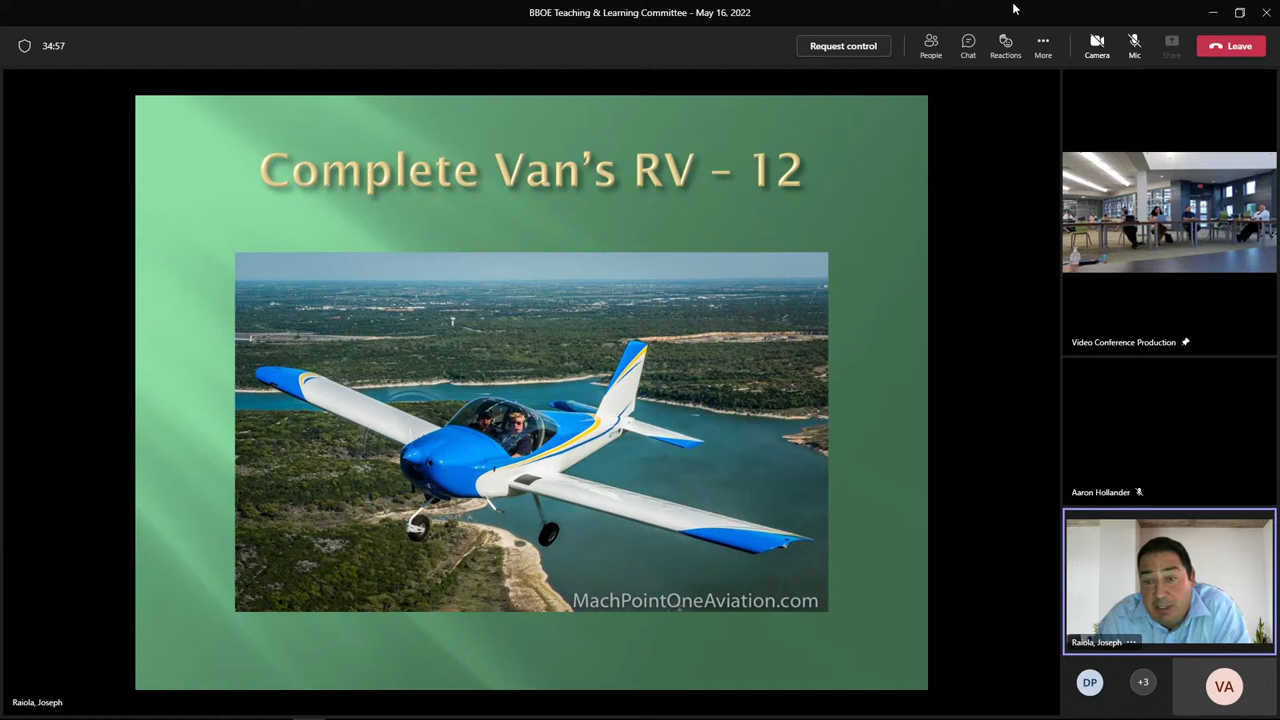 BBOE Teaching & Learning Committee - May 16, 2022
34:57
Request control
People
Chat
Reactions
More
Camera
Mic
Share
Leave
Complete Van's RV – 12
MachPointOneAviation.com
Video Conference Production
Aaron Hollander
Raiola, Joseph ...
DP
+3
VA
Raiola, Joseph